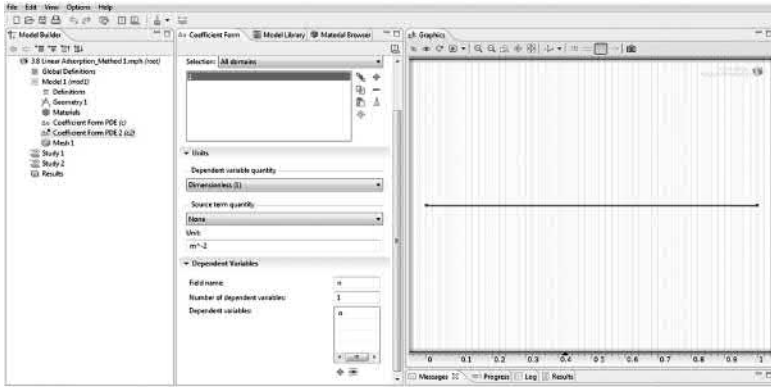 File Edit View Options Help
Model Builder
3.8 Linear Adsorption_Method 1.mph (root)
Global Definitions
Model 1 (mod1)
Definitions
Geometry 1
Materials
Coefficient Form PDE (c)
Coefficient Form PDE 2 (c2)
Mesh 1
Study 1
Study 2
Results
Coefficient Form Model Library Material Browser
Selection: All domains
1
Units
Dependent variable quantity
Dimensionless (1)
Source term quantity
None
Unit:
m^-2
Dependent Variables
Field name:
Number of dependent variables: 1
Dependent variables:
Graphics
0 0.1 0.2 0.3 0.4 0.5 0.6 0.7 0.8 0.9 1
Messages Progress Log Results